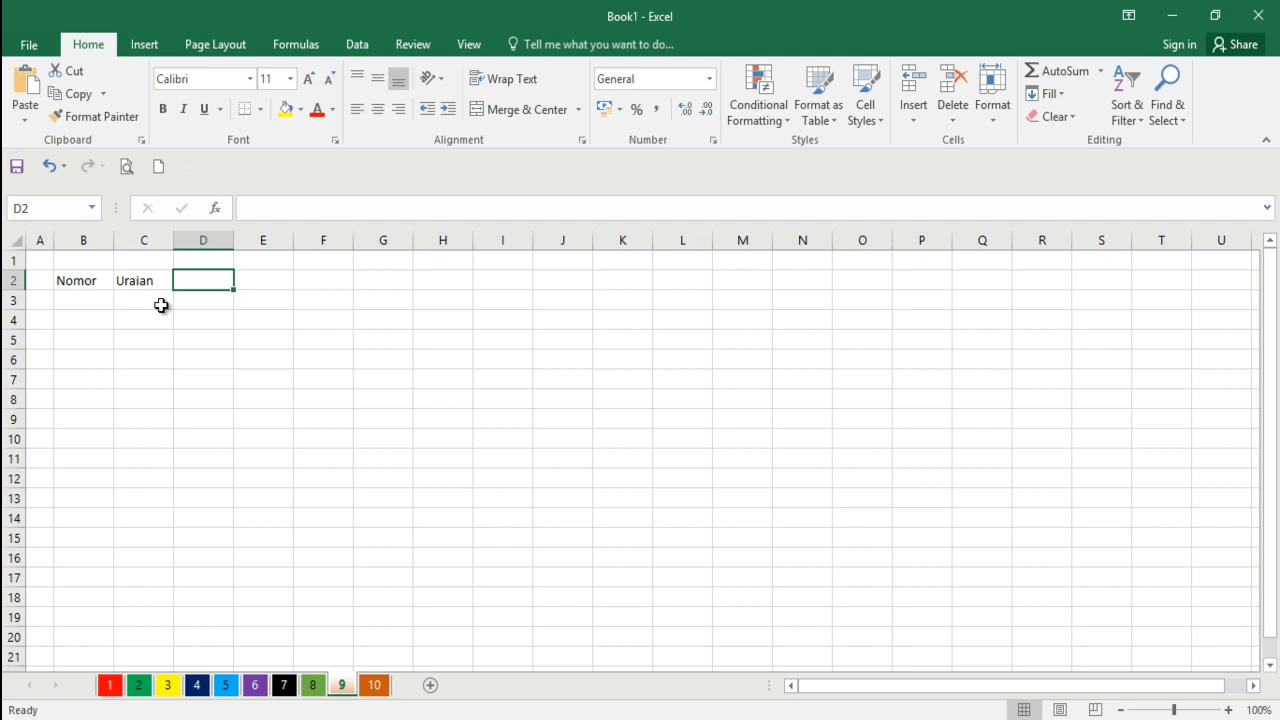 Book1 - Excel
File Home Insert Page Layout Formulas Data Review View Tell me what you want to do... Sign in Share
Paste Cut Copy Format Painter
Clipboard
Calibri 11
B I U A
Font
Wrap Text
Merge & Center
Alignment
General
%
Number
Conditional Formatting
Format as Table
Cell Styles
Styles
Insert Delete Format
Cells
AutoSum
Fill
Clear
Sort & Filter
Find & Select
Editing
D2 fx
A B C D E F G H I J K L M N O P Q R S T U
1
2 Nomor Uraian
3
4
5
6
7
8
9
10
11
12
13
14
15
16
17
18
19
20
21
1 2 3 4 5 6 7 8 9 10
Ready 100%